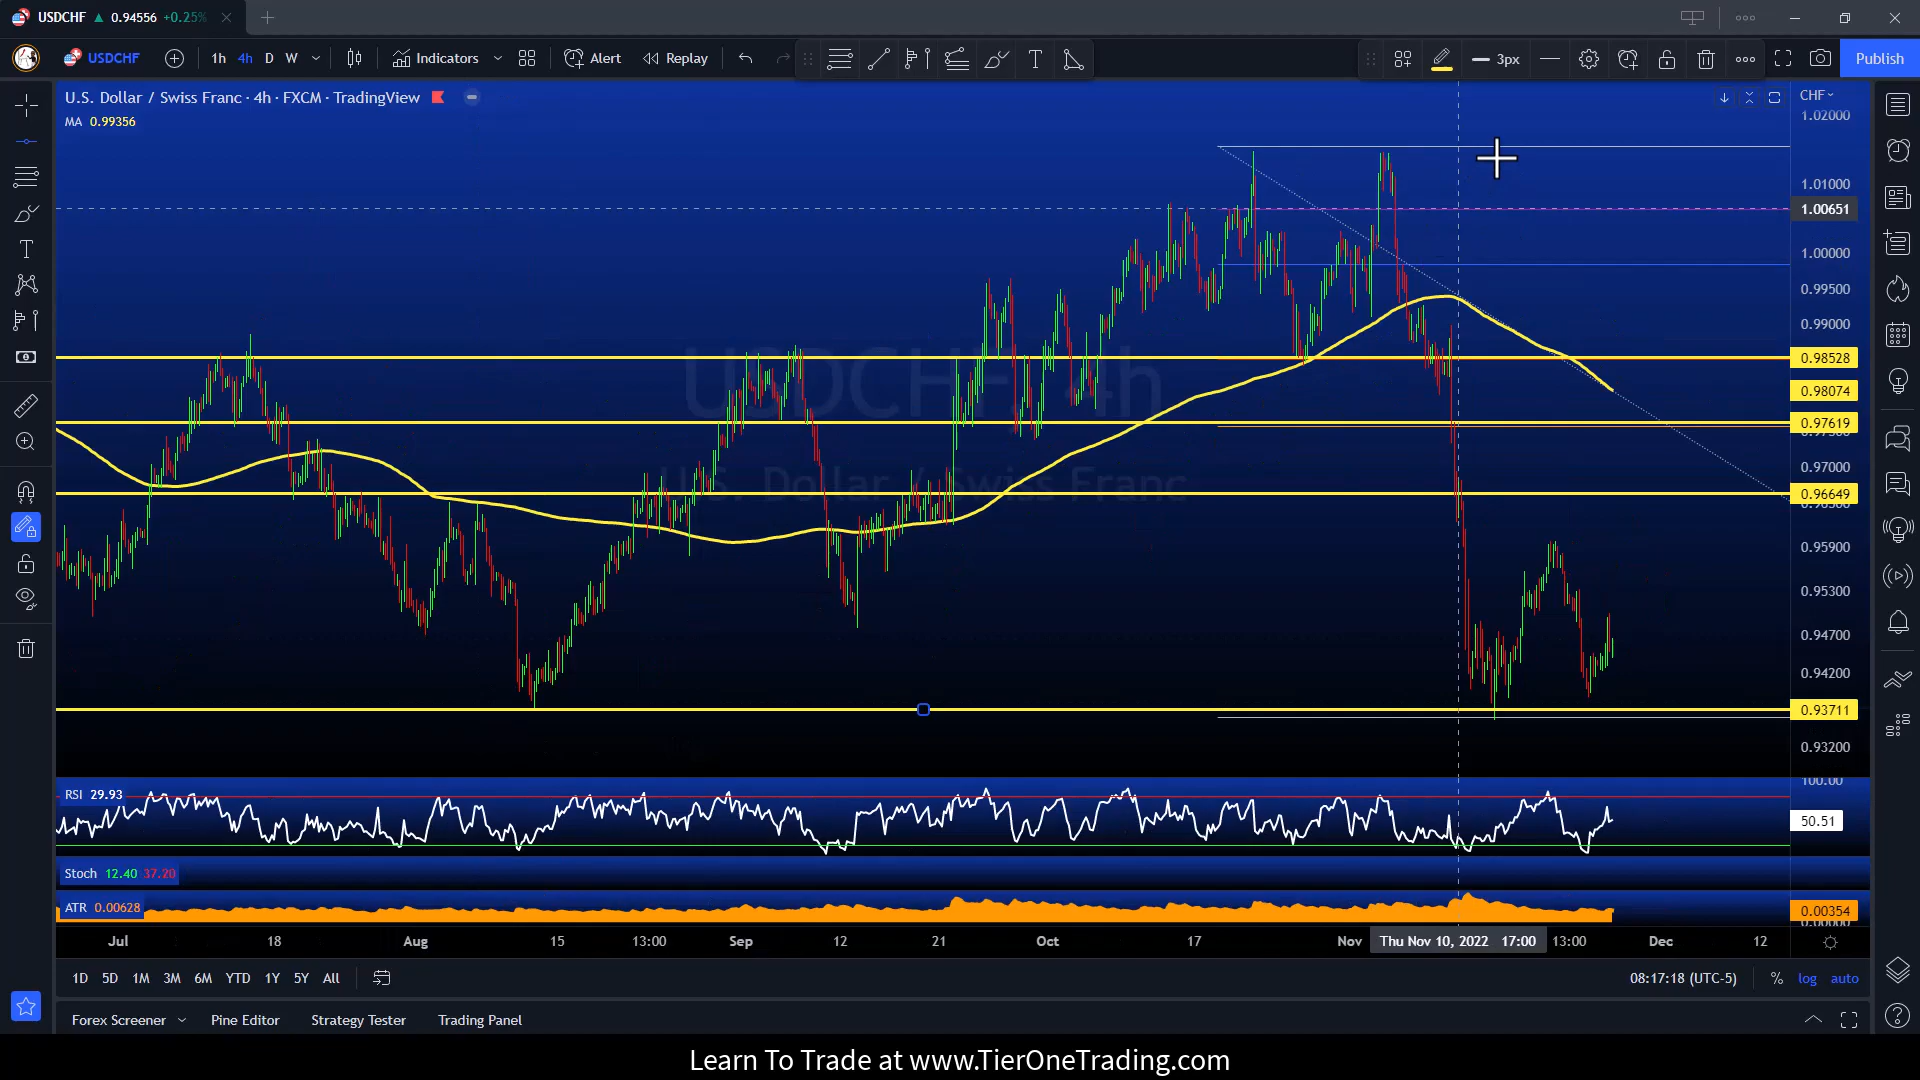 USDCHF 0.94556 +0.25%
USDCHF 1h 4h D W Indicators Alert Replay 3px Publish
U.S. Dollar / Swiss Franc · 4h · FXCM · TradingView
MA 0.99356
CHF
1.02000
1.01000
1.00651
1.00000
0.99500
0.99000
0.98528
0.98074
0.97619
0.97000
0.96649
0.95900
0.95300
0.94700
0.94200
0.93711
0.93200
USDCHF, 4h
U.S. Dollar / Swiss Franc
RSI 29.93
100.00
50.51
Stoch 12.40 37.20
ATR 0.00628
0.00354
Jul 18 Aug 15 13:00 Sep 12 21 Oct 17 Nov Thu Nov 10, 2022 17:00 13:00 Dec 12
1D 5D 1M 3M 6M YTD 1Y 5Y All 08:17:18 (UTC-5) % log auto
Forex Screener Pine Editor Strategy Tester Trading Panel
Learn To Trade at www.TierOneTrading.com